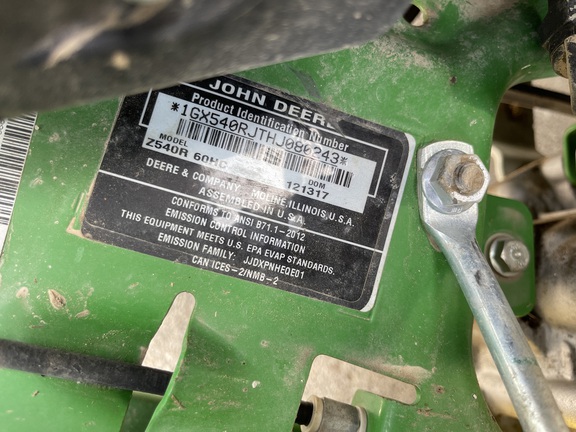 JOHN DEERE
Product Identification Number
*1GX540RJTHJ080243*
MODEL
Z540R 60HC
DOM
121317
DEERE & COMPANY MOLINE, ILLINOIS, U.S.A.
ASSEMBLED IN U.S.A.
CONFORMS TO ANSI B71.1-2012
EMISSION CONTROL INFORMATION
THIS EQUIPMENT MEETS U.S. EPA EVAP STANDARDS.
EMISSION FAMILY: JJDXPNHEQE01
CAN ICES-2/NMB-2